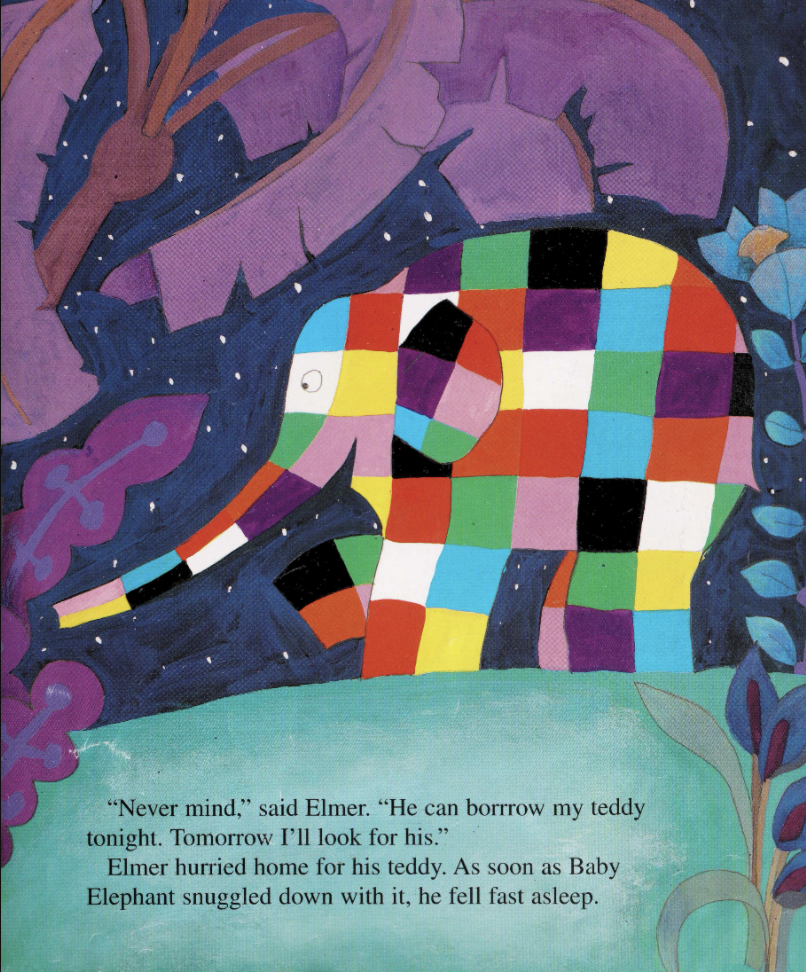 “Never mind,” said Elmer. “He can borrrow my teddy
tonight. Tomorrow I’ll look for his.”
Elmer hurried home for his teddy. As soon as Baby
Elephant snuggled down with it, he fell fast asleep.